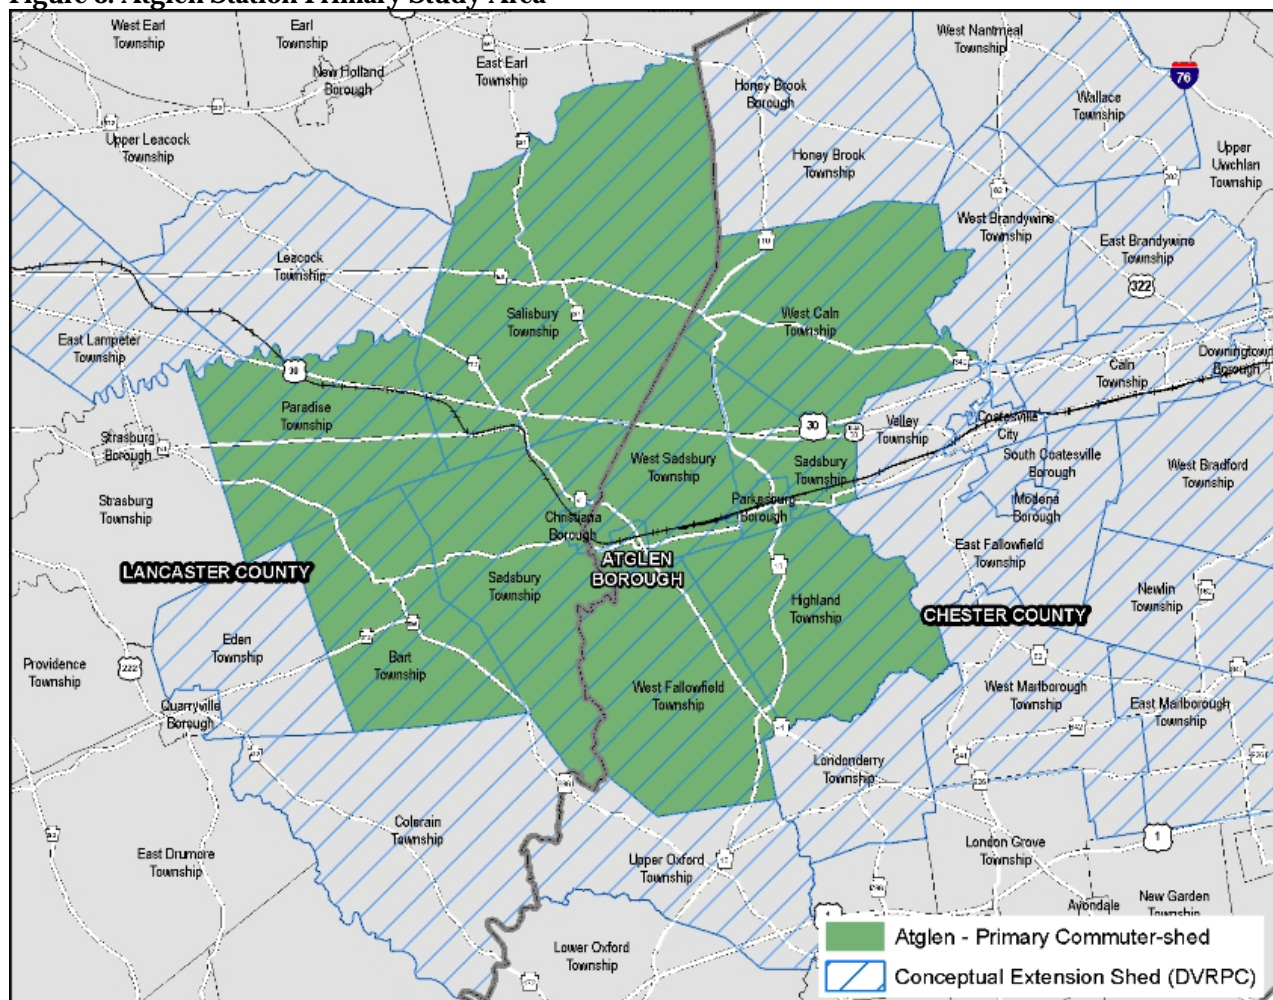 Figure 6: Atglen Station Primary Study Area
West Earl
Township
Earl
Township
West Nantmeal
Township
New Holland
Borough
East Earl
Township
Honey Brook
Borough
76
Wallace
Township
Upper Leacock
Township
Honey Brook
Township
Upper
Uwchlan
Township
West Brandywine
Township
East Brandywine
Township
322
Leacock
Township
Salisbury
Township
West Caln
Township
East Lampeter
Township
30
Downingtown
Borough
Caln
Township
Paradise
Township
Strasburg
Borough
30
Valley
Township
Coatesville
City
West Sadsbury
Township
Sadsbury
Township
South Coatesville
Borough
West Bradford
Township
Strasburg
Township
Parkesburg
Borough
Modena
Borough
Christiana
Borough
ATGLEN
BOROUGH
East Fallowfield
Township
LANCASTER COUNTY
Sadsbury
Township
Highland
Township
CHESTER COUNTY
Newlin
Township
Eden
Township
Providence
Township
222
Bart
Township
West Fallowfield
Township
West Marlborough
Township
East Marlborough
Township
Quarryville
Borough
Londonderry
Township
Colerain
Township
East Drumore
Township
Upper Oxford
Township
London Grove
Township
1
Avondale
New Garden
Township
1
Lower Oxford
Township
Atglen - Primary Commuter-shed
Conceptual Extension Shed (DVRPC)